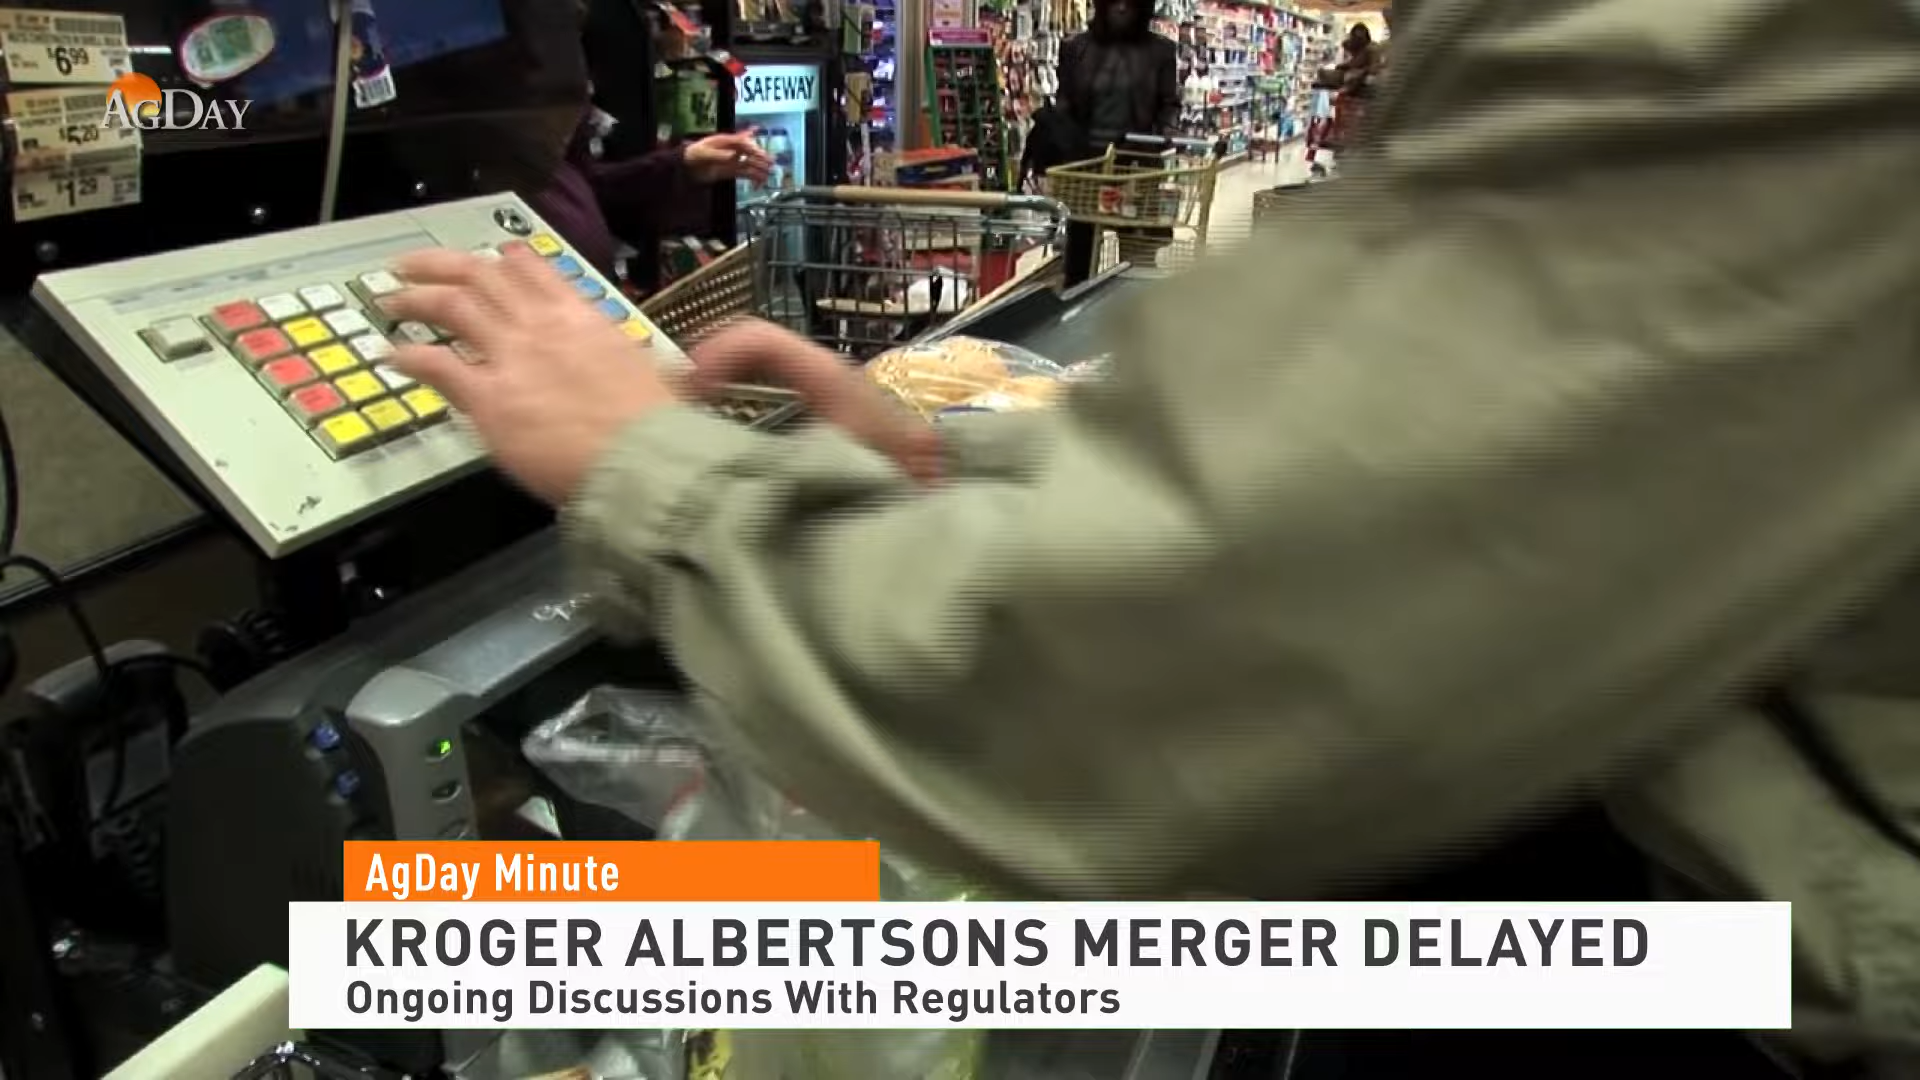 $6.99
AGDAY
$5.20
$1.29
SAFEWAY
AgDay Minute
KROGER ALBERTSONS MERGER DELAYED
Ongoing Discussions With Regulators